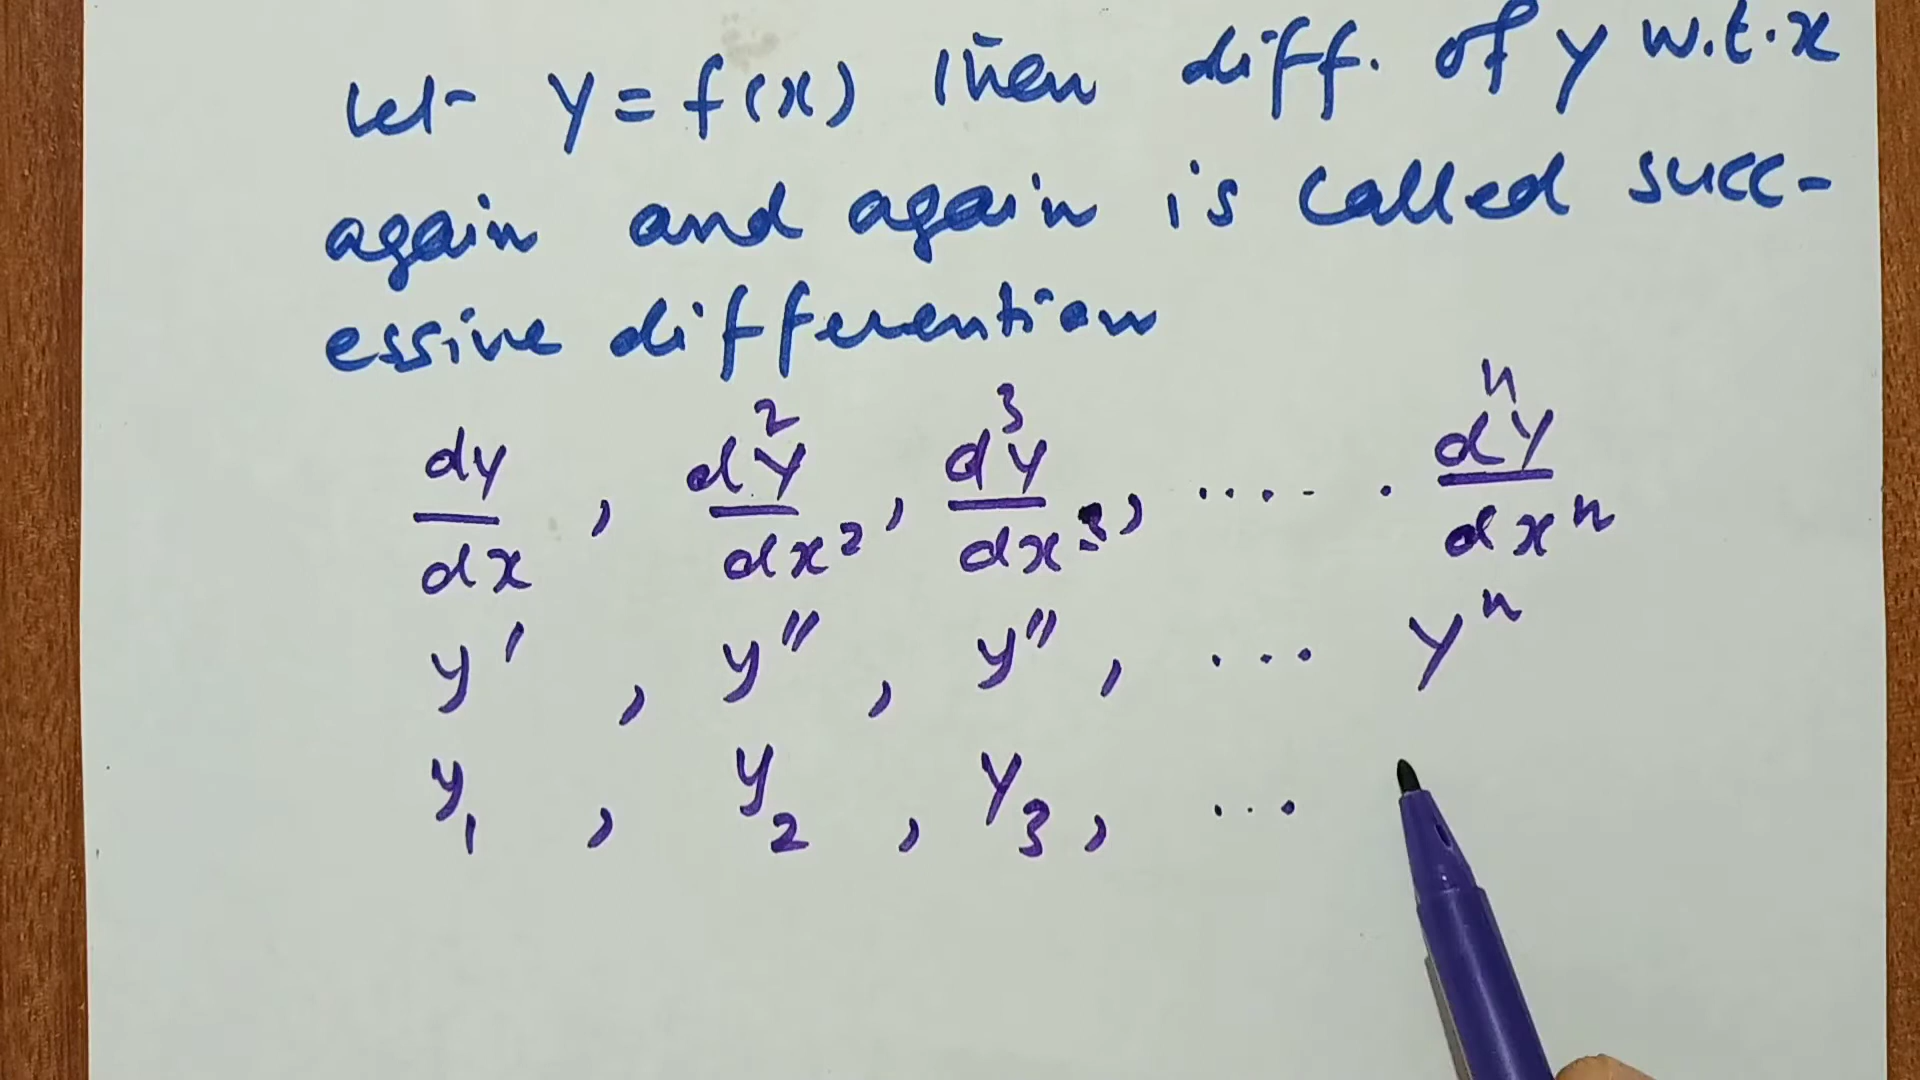 Let y = f(x) then diff. of y w.t.x
again and again is called succ-
essive differention
dy/dx , d²y/dx² , d³y/dx³ , ..... . dⁿy/dxⁿ
y' , y'' , y'' , ... yⁿ
y₁ , y₂ , y₃ , ...